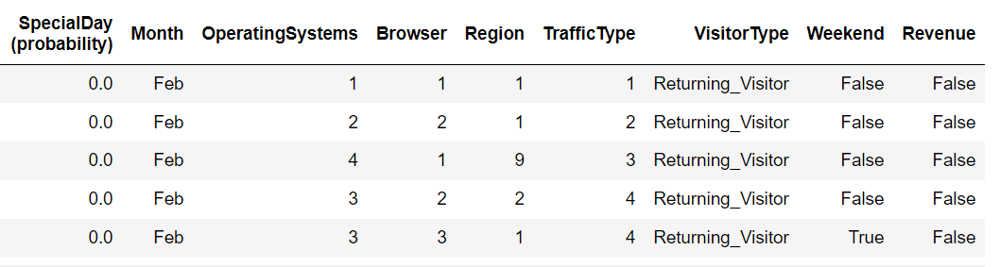 SpecialDay
(probability) Month OperatingSystems Browser Region TrafficType VisitorType Weekend Revenue
0.0 Feb 1 1 1 1 Returning_Visitor False False
0.0 Feb 2 2 1 2 Returning_Visitor False False
0.0 Feb 4 1 9 3 Returning_Visitor False False
0.0 Feb 3 2 2 4 Returning_Visitor False False
0.0 Feb 3 3 1 4 Returning_Visitor True False